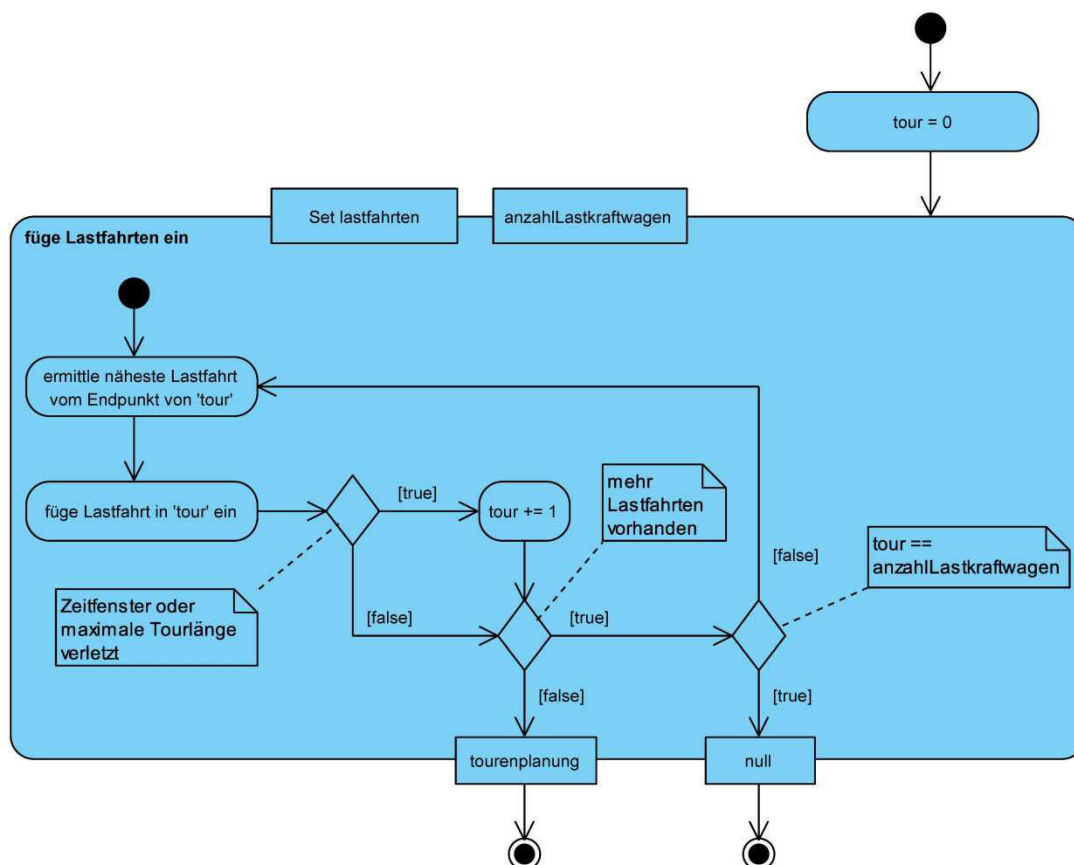 tour = 0
Set lastfahrten
anzahlLastkraftwagen
füge Lastfahrten ein
ermittle näheste Lastfahrt
vom Endpunkt von 'tour'
füge Lastfahrt in 'tour' ein
[true]
tour += 1
mehr
Lastfahrten
vorhanden
[false]
tour ==
anzahlLastkraftwagen
Zeitfenster oder
maximale Tourlänge
verletzt
[false]
[true]
[false]
[true]
tourenplanung
null